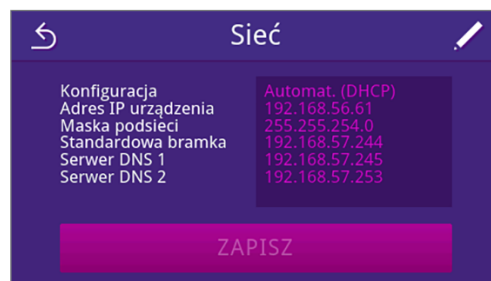 Sieć
Konfiguracja Automat. (DHCP)
Adres IP urządzenia 192.168.56.61
Maska podsieci 255.255.254.0
Standardowa bramka 192.168.57.244
Serwer DNS 1 192.168.57.245
Serwer DNS 2 192.168.57.253
ZAPISZ